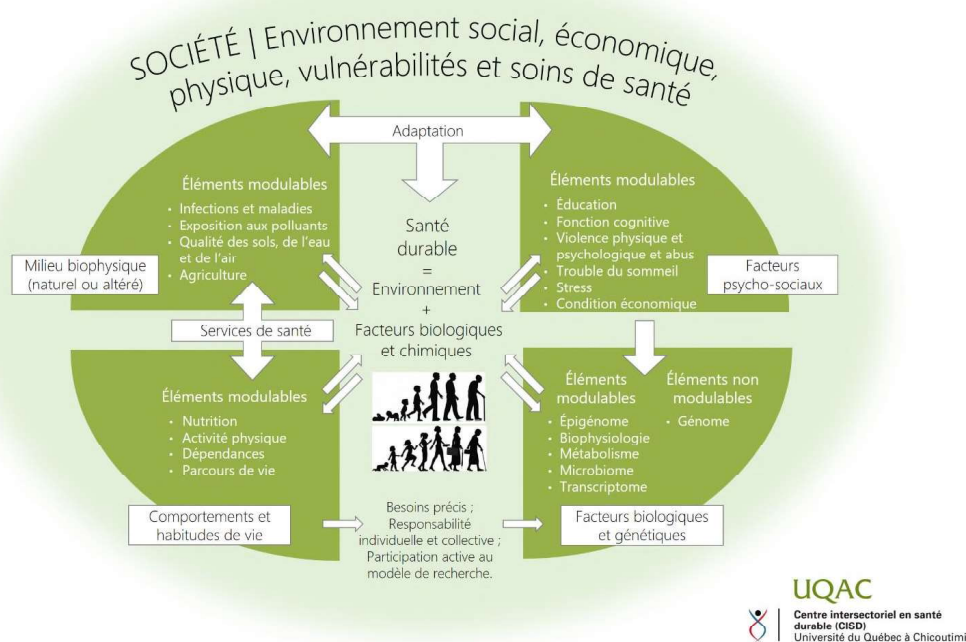 SOCIÉTÉ | Environnement social, économique,
physique, vulnérabilités et soins de santé
Adaptation
Éléments modulables
• Infections et maladies
• Exposition aux polluants
• Qualité des sols, de l'eau
et de l'air
• Agriculture
Milieu biophysique
(naturel ou altéré)
Santé
durable
=
Environnement
+
Facteurs biologiques
et chimiques
Éléments modulables
• Éducation
• Fonction cognitive
• Violence physique et
psychologique et abus
• Trouble du sommeil
• Stress
• Condition économique
Facteurs
psycho-sociaux
Services de santé
Éléments modulables
• Nutrition
• Activité physique
• Dépendances
• Parcours de vie
Comportements et
habitudes de vie
Besoins précis ;
Responsabilité
individuelle et collective ;
Participation active au
modèle de recherche.
Éléments
modulables
• Épigénome
• Biophysiologie
• Métabolisme
• Microbiome
• Transcriptome
Éléments non
modulables
• Génome
Facteurs biologiques
et génétiques
UQAC
Centre intersectoriel en santé
durable (CISD)
Université du Québec à Chicoutimi